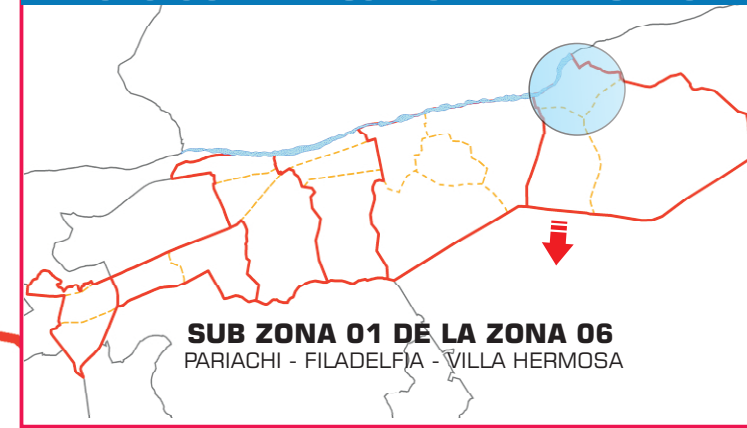 SUB ZONA 01 DE LA ZONA 06
PARIACHI - FILADELFIA - VILLA HERMOSA